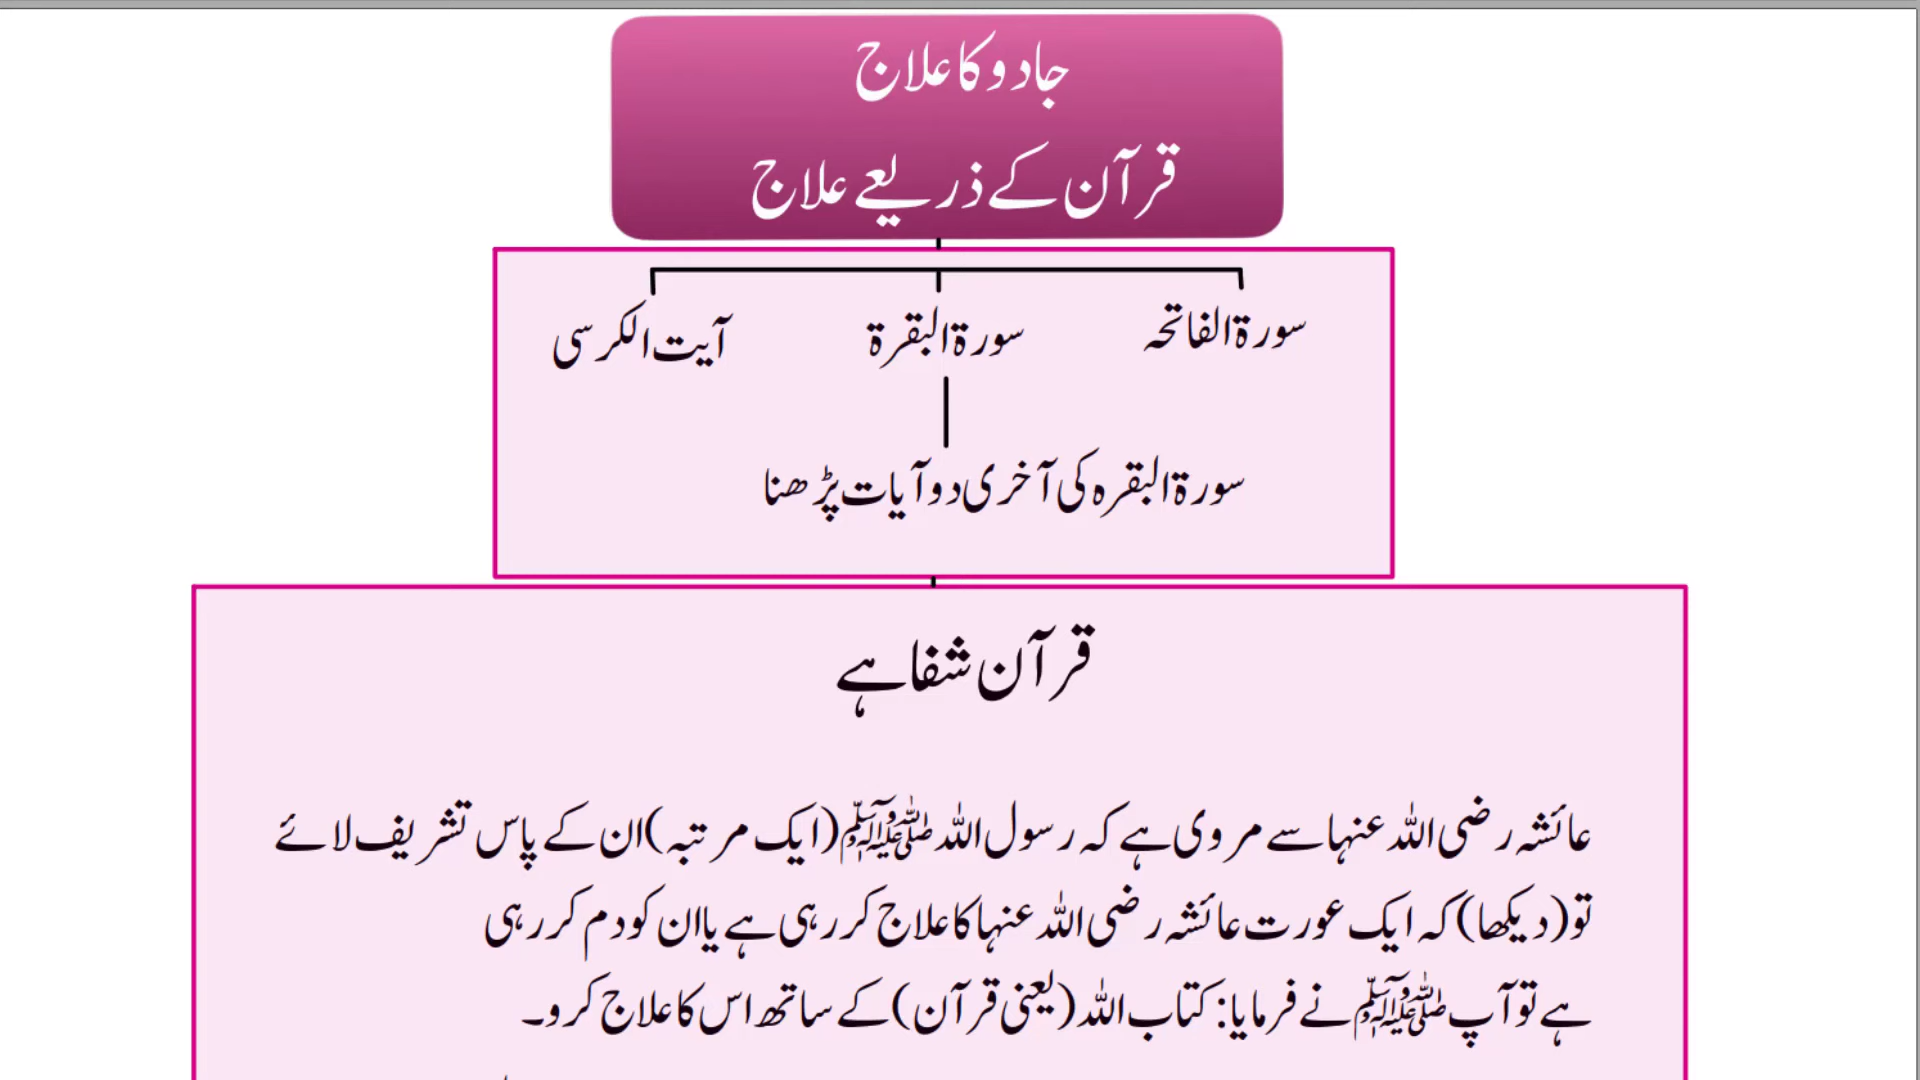 جادو کا علاج
قرآن کے ذریعے علاج
سورۃ الفاتحہ
سورۃ البقرۃ
آیت الکرسی
سورۃ البقرہ کی آخری دو آیات پڑھنا
قرآن شفا ہے
عائشہ رضی اللہ عنہا سے مروی ہے کہ رسول اللہ ﷺ (ایک مرتبہ) ان کے پاس تشریف لائے
تو (دیکھا) کہ ایک عورت عائشہ رضی اللہ عنہا کا علاج کر رہی ہے یا ان کو دم کر رہی
ہے تو آپ ﷺ نے فرمایا: کتاب اللہ (یعنی قرآن) کے ساتھ اس کا علاج کرو۔